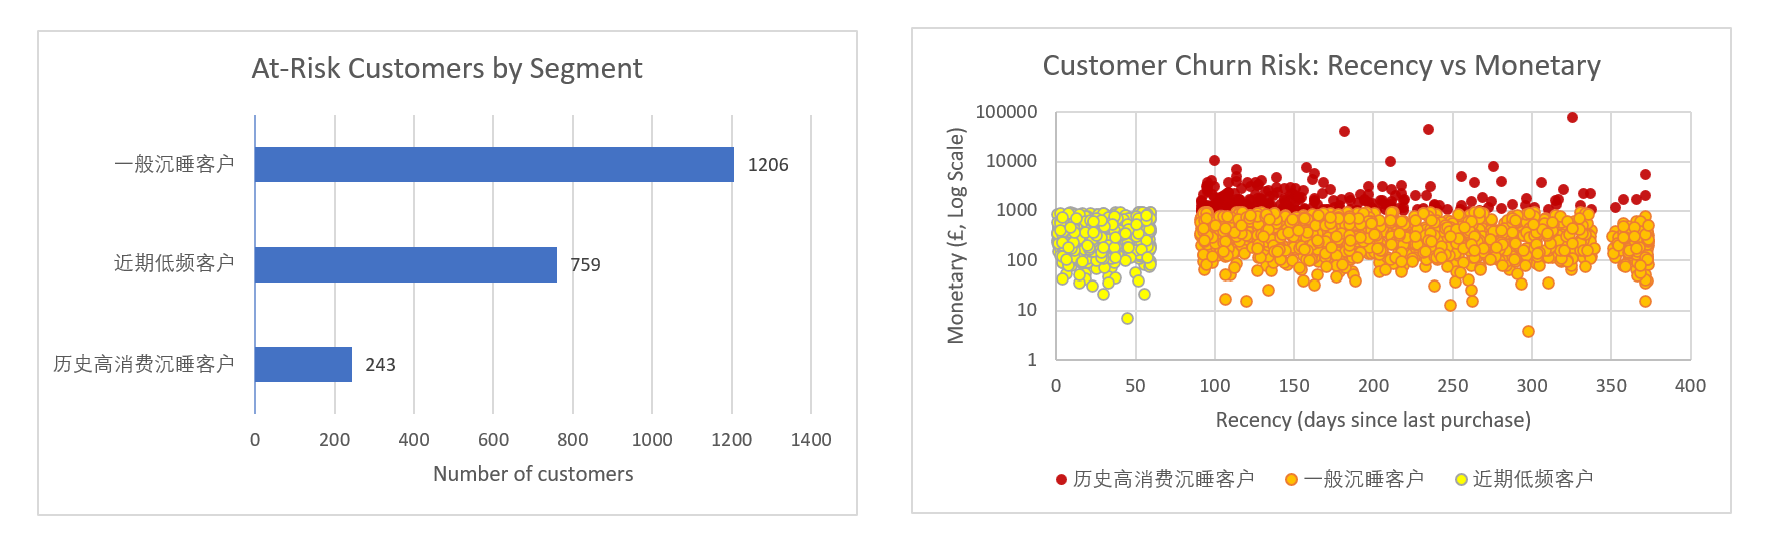 At-Risk Customers by Segment
一般沉睡客户
1206
近期低频客户
759
历史高消费沉睡客户
243
0 200 400 600 800 1000 1200 1400
Number of customers
Customer Churn Risk: Recency vs Monetary
Monetary (£, Log Scale)
100000
10000
1000
100
10
1
0 50 100 150 200 250 300 350 400
Recency (days since last purchase)
历史高消费沉睡客户 一般沉睡客户 近期低频客户